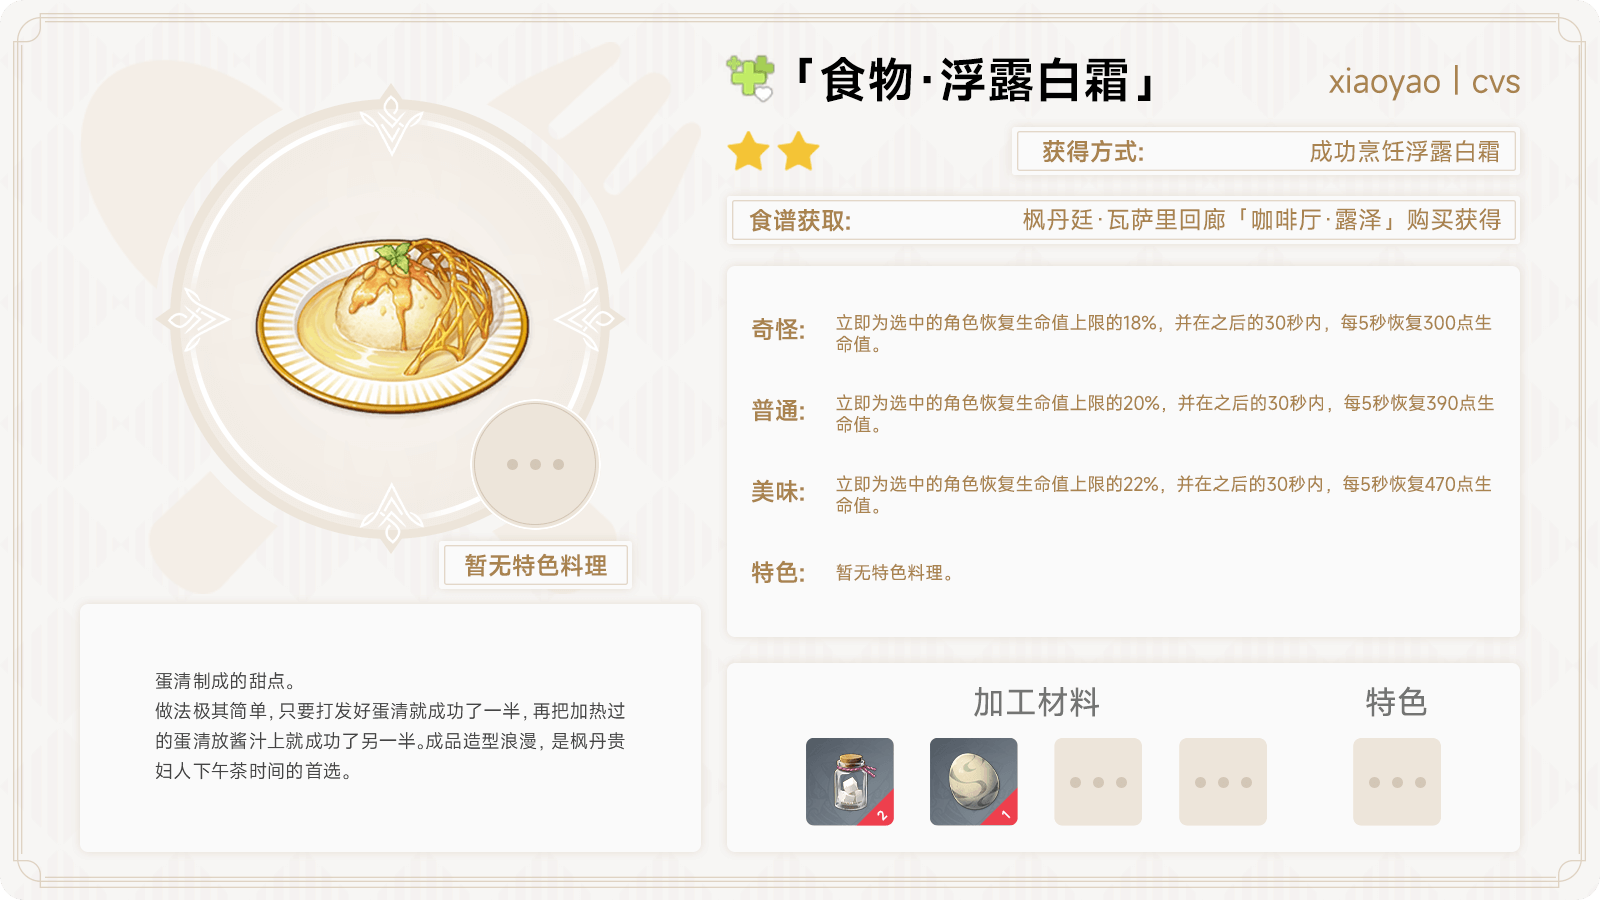 「食物·浮露白霜」
xiaoyao | cvs
获得方式: 成功烹饪浮露白霜
食谱获取: 枫丹廷·瓦萨里回廊「咖啡厅·露泽」购买获得
奇怪: 立即为选中的角色恢复生命值上限的18%，并在之后的30秒内，每5秒恢复300点生
命值。
普通: 立即为选中的角色恢复生命值上限的20%，并在之后的30秒内，每5秒恢复390点生
命值。
美味: 立即为选中的角色恢复生命值上限的22%，并在之后的30秒内，每5秒恢复470点生
命值。
特色: 暂无特色料理。
暂无特色料理
蛋清制成的甜点。
做法极其简单，只要打发好蛋清就成功了一半，再把加热过
的蛋清放酱汁上就成功了另一半。成品造型浪漫，是枫丹贵
妇人下午茶时间的首选。
加工材料 特色
2 1